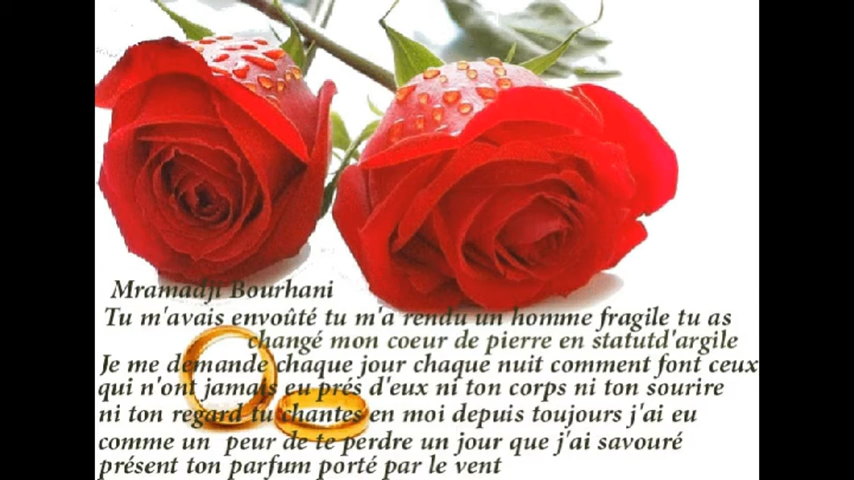 Mramadji Bourhani
Tu m'avais envoûté tu m'a rendu un homme fragile tu as
changé mon coeur de pierre en statutd'argile
Je me demande chaque jour chaque nuit comment font ceux
qui n'ont jamais eu prés d'eux ni ton corps ni ton sourire
ni ton regard tu chantes en moi depuis toujours j'ai eu
comme un peur de te perdre un jour que j'ai savouré
présent ton parfum porté par le vent